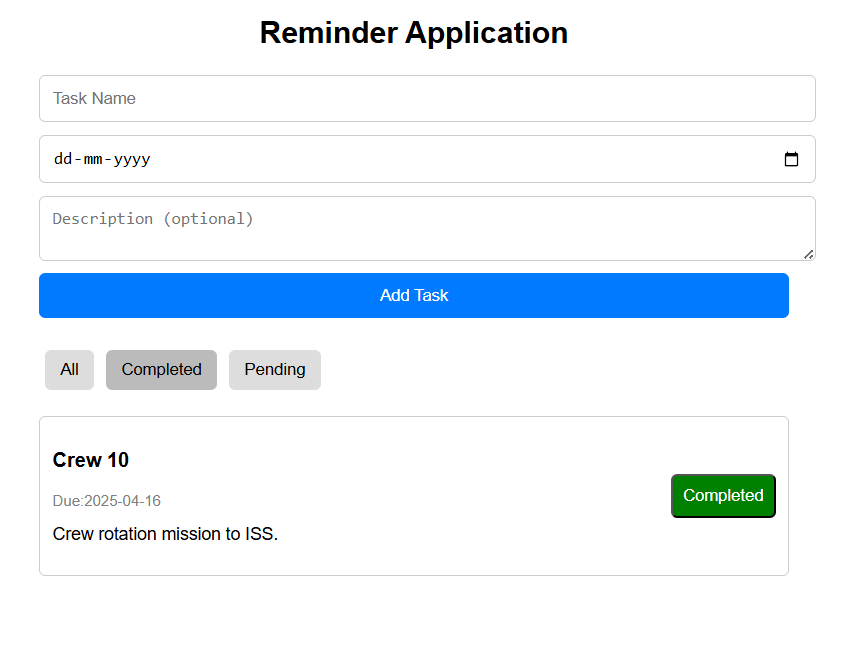 Reminder Application
Task Name
dd-mm-yyyy
Description (optional)
Add Task
All Completed Pending
Crew 10
Due:2025-04-16
Completed
Crew rotation mission to ISS.